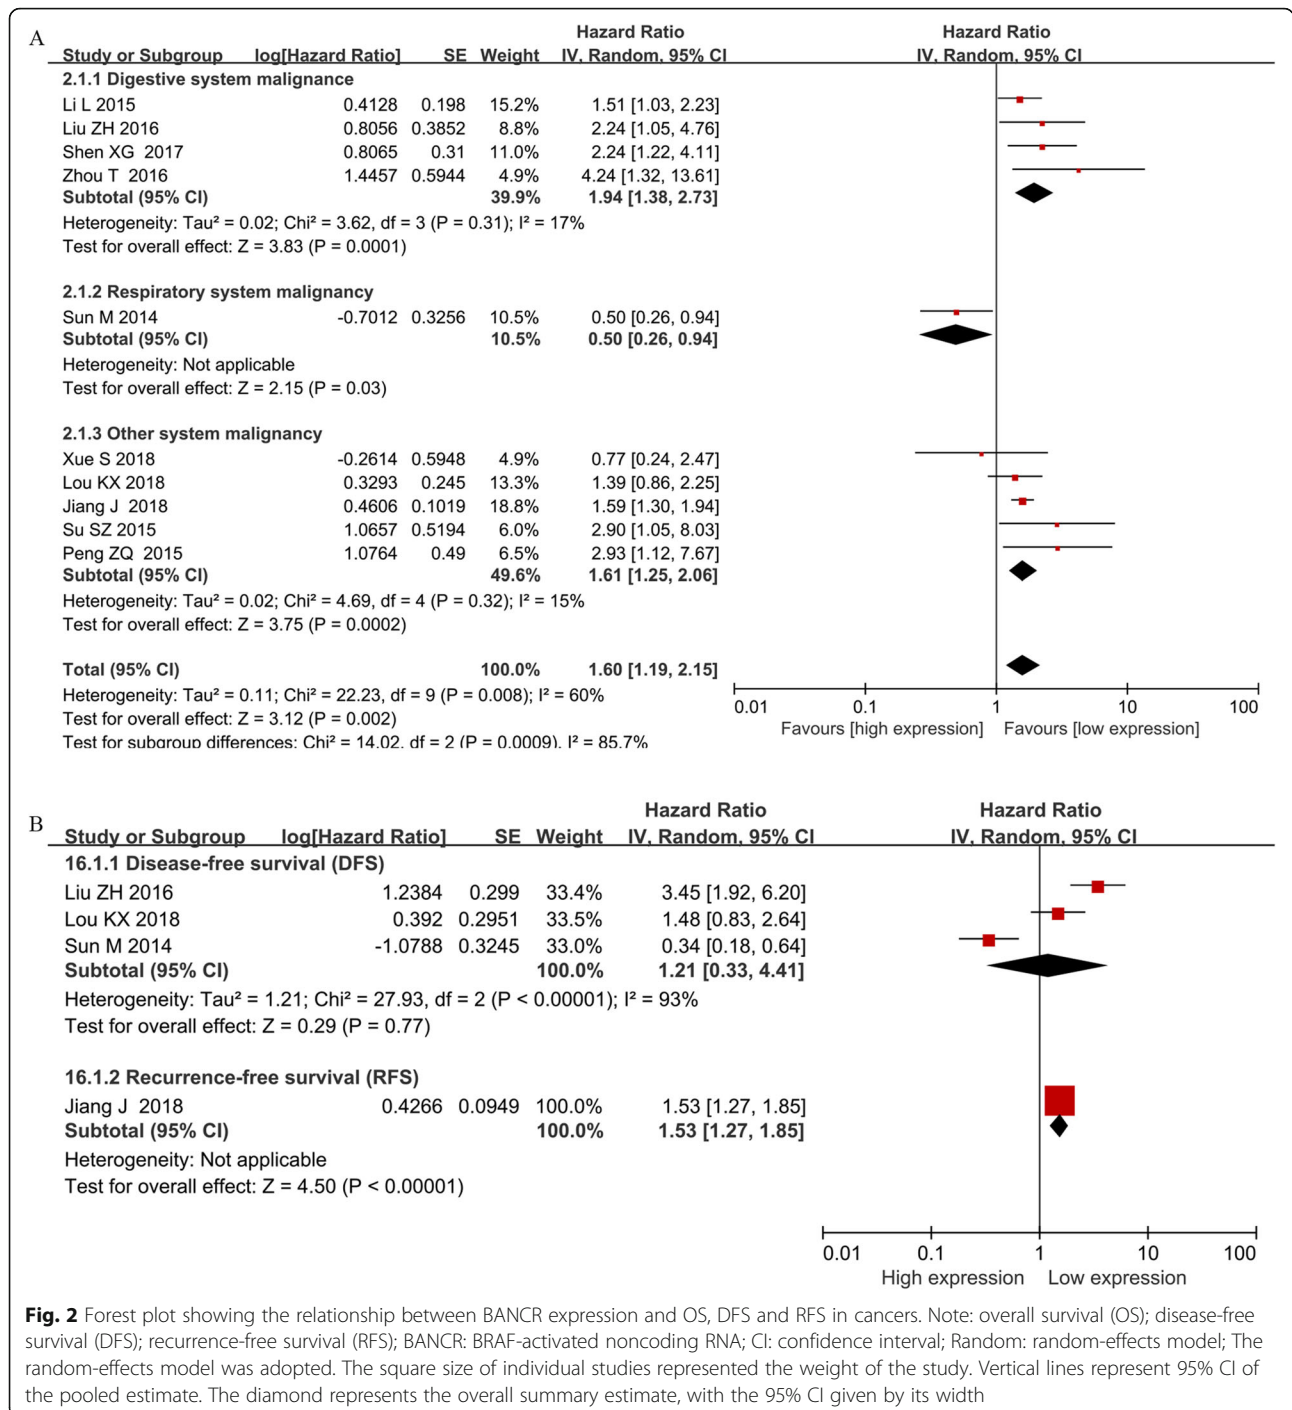 A
Hazard Ratio Hazard Ratio
Study or Subgroup log[Hazard Ratio] SE Weight IV, Random, 95% CI IV, Random, 95% CI
2.1.1 Digestive system malignance
Li L 2015 0.4128 0.198 15.2% 1.51 [1.03, 2.23]
Liu ZH 2016 0.8056 0.3852 8.8% 2.24 [1.05, 4.76]
Shen XG 2017 0.8065 0.31 11.0% 2.24 [1.22, 4.11]
Zhou T 2016 1.4457 0.5944 4.9% 4.24 [1.32, 13.61]
Subtotal (95% CI) 39.9% 1.94 [1.38, 2.73]
Heterogeneity: Tau² = 0.02; Chi² = 3.62, df = 3 (P = 0.31); I² = 17%
Test for overall effect: Z = 3.83 (P = 0.0001)
2.1.2 Respiratory system malignancy
Sun M 2014 -0.7012 0.3256 10.5% 0.50 [0.26, 0.94]
Subtotal (95% CI) 10.5% 0.50 [0.26, 0.94]
Heterogeneity: Not applicable
Test for overall effect: Z = 2.15 (P = 0.03)
2.1.3 Other system malignancy
Xue S 2018 -0.2614 0.5948 4.9% 0.77 [0.24, 2.47]
Lou KX 2018 0.3293 0.245 13.3% 1.39 [0.86, 2.25]
Jiang J 2018 0.4606 0.1019 18.8% 1.59 [1.30, 1.94]
Su SZ 2015 1.0657 0.5194 6.0% 2.90 [1.05, 8.03]
Peng ZQ 2015 1.0764 0.49 6.5% 2.93 [1.12, 7.67]
Subtotal (95% CI) 49.6% 1.61 [1.25, 2.06]
Heterogeneity: Tau² = 0.02; Chi² = 4.69, df = 4 (P = 0.32); I² = 15%
Test for overall effect: Z = 3.75 (P = 0.0002)
Total (95% CI) 100.0% 1.60 [1.19, 2.15]
Heterogeneity: Tau² = 0.11; Chi² = 22.23, df = 9 (P = 0.008); I² = 60%
Test for overall effect: Z = 3.12 (P = 0.002)
Test for subgroup differences: Chi² = 14.02, df = 2 (P = 0.0009), I² = 85.7%
0.01 0.1 1 10 100
Favours [high expression] Favours [low expression]
B
Hazard Ratio Hazard Ratio
Study or Subgroup log[Hazard Ratio] SE Weight IV, Random, 95% CI IV, Random, 95% CI
16.1.1 Disease-free survival (DFS)
Liu ZH 2016 1.2384 0.299 33.4% 3.45 [1.92, 6.20]
Lou KX 2018 0.392 0.2951 33.5% 1.48 [0.83, 2.64]
Sun M 2014 -1.0788 0.3245 33.0% 0.34 [0.18, 0.64]
Subtotal (95% CI) 100.0% 1.21 [0.33, 4.41]
Heterogeneity: Tau² = 1.21; Chi² = 27.93, df = 2 (P < 0.00001); I² = 93%
Test for overall effect: Z = 0.29 (P = 0.77)
16.1.2 Recurrence-free survival (RFS)
Jiang J 2018 0.4266 0.0949 100.0% 1.53 [1.27, 1.85]
Subtotal (95% CI) 100.0% 1.53 [1.27, 1.85]
Heterogeneity: Not applicable
Test for overall effect: Z = 4.50 (P < 0.00001)
0.01 0.1 1 10 100
High expression Low expression
Fig. 2 Forest plot showing the relationship between BANCR expression and OS, DFS and RFS in cancers. Note: overall survival (OS); disease-free
survival (DFS); recurrence-free survival (RFS); BANCR: BRAF-activated noncoding RNA; CI: confidence interval; Random: random-effects model; The
random-effects model was adopted. The square size of individual studies represented the weight of the study. Vertical lines represent 95% CI of
the pooled estimate. The diamond represents the overall summary estimate, with the 95% CI given by its width